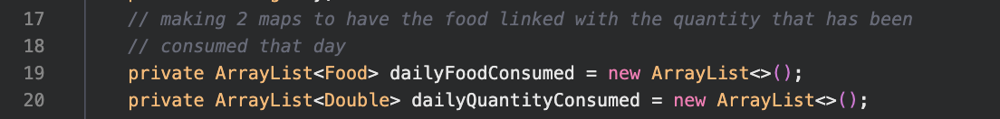 17 // making 2 maps to have the food linked with the quantity that has been
18 // consumed that day
19 private ArrayList<Food> dailyFoodConsumed = new ArrayList<>();
20 private ArrayList<Double> dailyQuantityConsumed = new ArrayList<>();